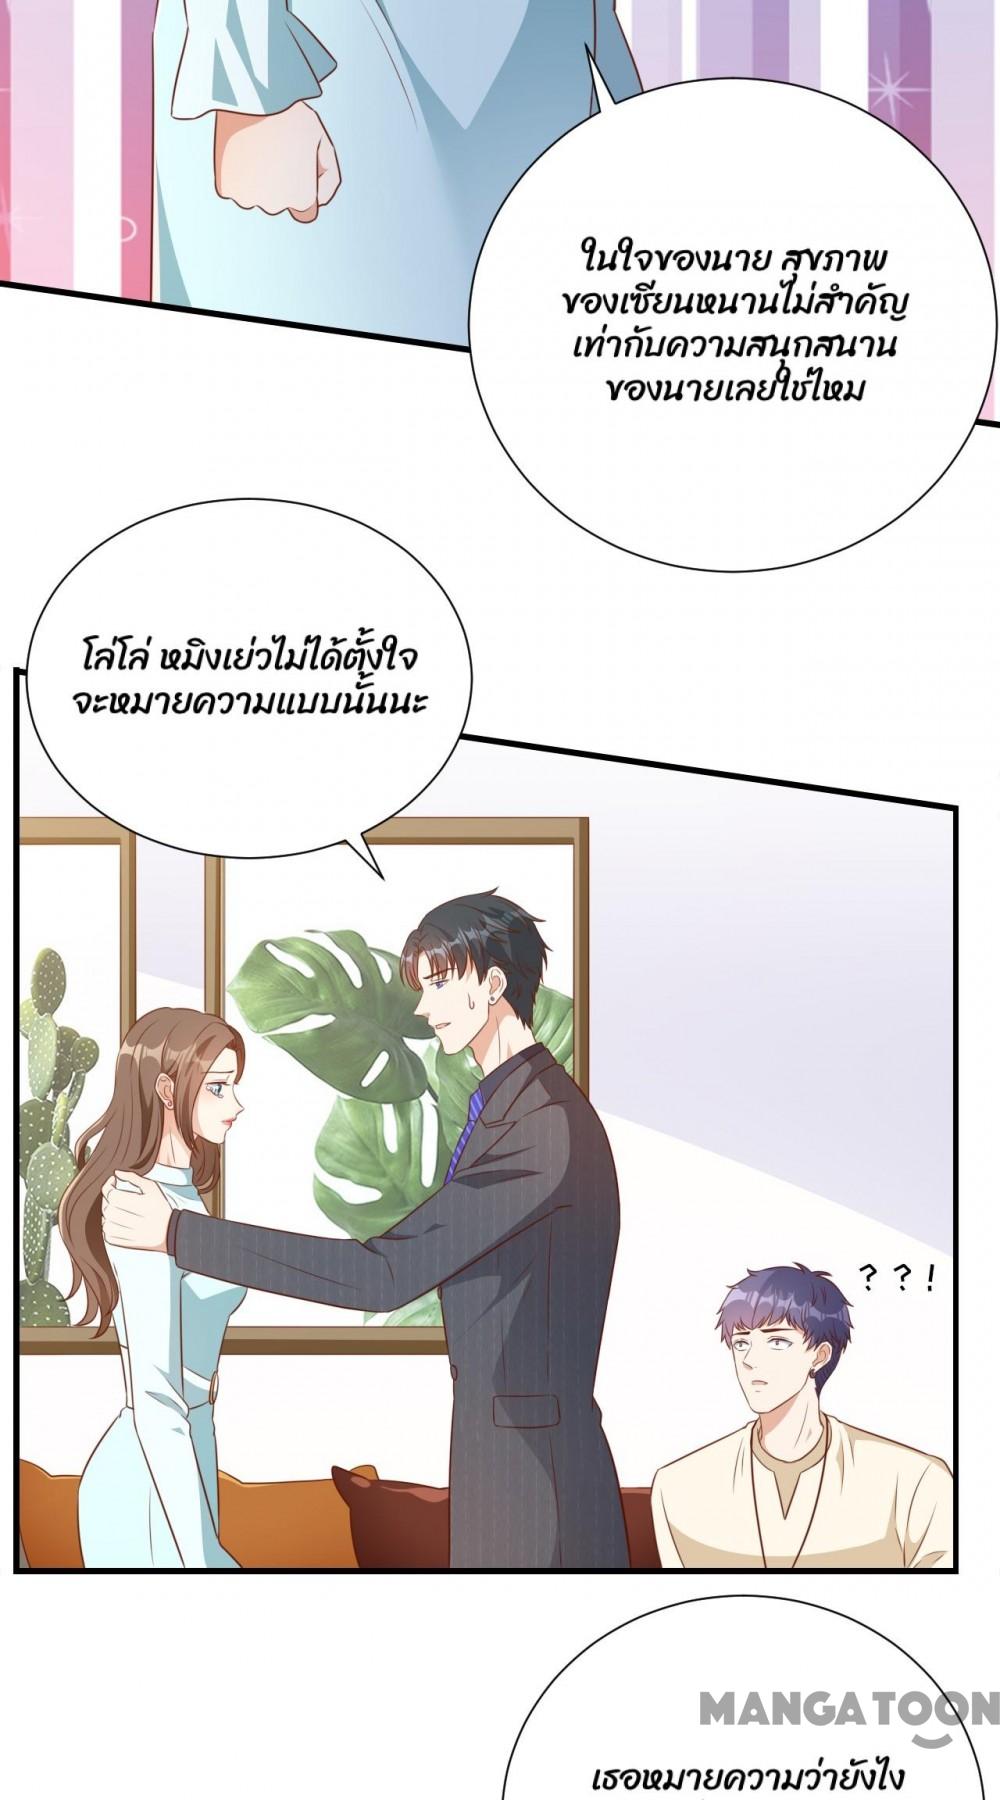 ในใจของนาย สุขภาพ
ของเซียนหนานไม่สำคัญ
เท่ากับความสนุกสนาน
ของนายเลยใช่ไหม
โล่โล่ หมิงเย่วไม่ได้ตั้งใจ
จะหมายความแบบนั้นนะ
? ? !
MANGATOON
เธอหมายความว่ายังไง